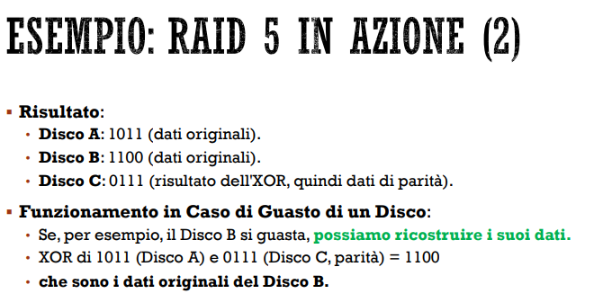 ESEMPIO: RAID 5 IN AZIONE (2)
▪ Risultato:
• Disco A: 1011 (dati originali).
• Disco B: 1100 (dati originali).
• Disco C: 0111 (risultato dell'XOR, quindi dati di parità).
▪ Funzionamento in Caso di Guasto di un Disco:
• Se, per esempio, il Disco B si guasta, possiamo ricostruire i suoi dati.
• XOR di 1011 (Disco A) e 0111 (Disco C, parità) = 1100
• che sono i dati originali del Disco B.